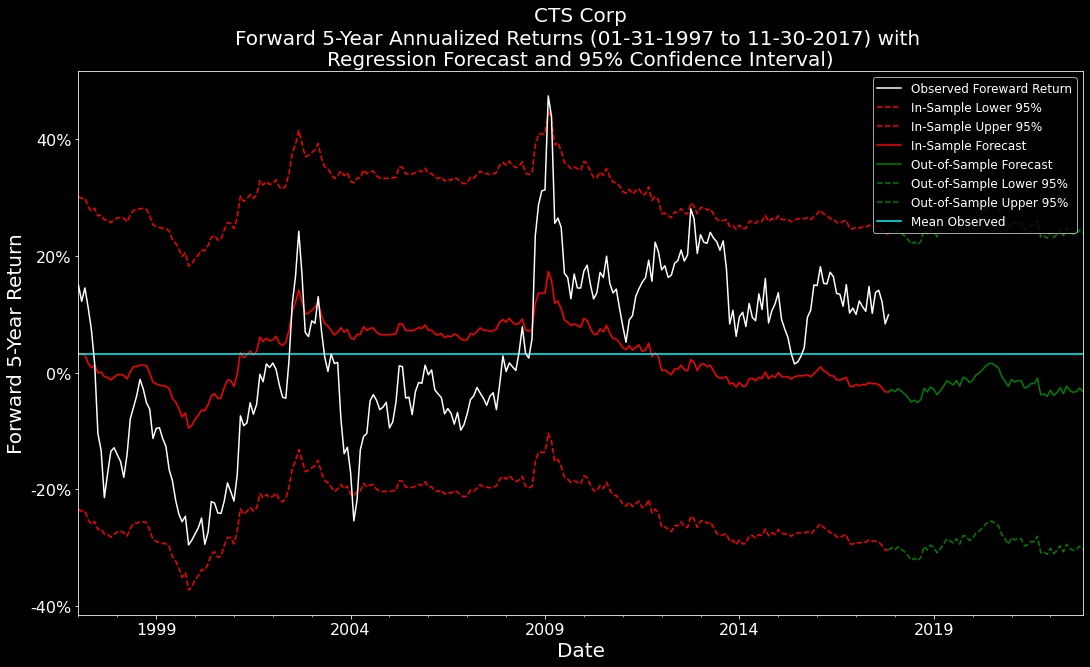 CTS Corp
Forward 5-Year Annualized Returns (01-31-1997 to 11-30-2017) with
Regression Forecast and 95% Confidence Interval)
Observed Foreward Return
In-Sample Lower 95%
In-Sample Upper 95%
In-Sample Forecast
Out-of-Sample Forecast
Out-of-Sample Lower 95%
Out-of-Sample Upper 95%
Mean Observed
Forward 5-Year Return
40%
20%
0%
-20%
-40%
1999
2004
2009
2014
2019
Date